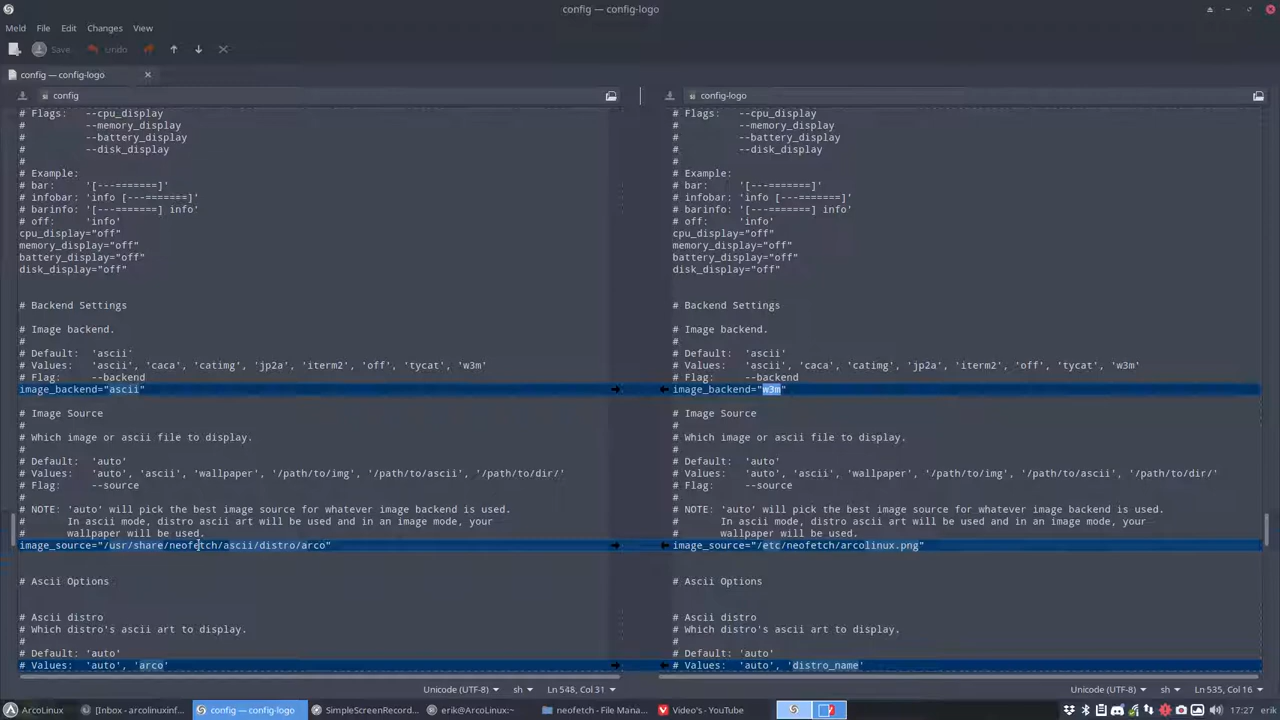 config — config-logo
Meld File Edit Changes View
Save Undo
config — config-logo
config
# Flags:    --cpu_display
#           --memory_display
#           --battery_display
#           --disk_display
#
# Example:
# bar:     '[---=======]'
# infobar: 'info [---=======]'
# barinfo: '[---=======] info'
# off:     'info'
cpu_display="off"
memory_display="off"
battery_display="off"
disk_display="off"
# Backend Settings
# Image backend.
#
# Default:  'ascii'
# Values:   'ascii', 'caca', 'catimg', 'jp2a', 'iterm2', 'off', 'tycat', 'w3m'
# Flag:     --backend
image_backend="ascii"
# Image Source
#
# Which image or ascii file to display.
#
# Default:  'auto'
# Values:   'auto', 'ascii', 'wallpaper', '/path/to/img', '/path/to/ascii', '/path/to/dir/'
# Flag:     --source
#
# NOTE: 'auto' will pick the best image source for whatever image backend is used.
#       In ascii mode, distro ascii art will be used and in an image mode, your
#       wallpaper will be used.
image_source="/usr/share/neofetch/ascii/distro/arco"
# Ascii Options
# Ascii distro
# Which distro's ascii art to display.
#
# Default: 'auto'
# Values:  'auto', 'arco'
Unicode (UTF-8) sh Ln 548, Col 31
config-logo
# Flags:    --cpu_display
#           --memory_display
#           --battery_display
#           --disk_display
#
# Example:
# bar:     '[---=======]'
# infobar: 'info [---=======]'
# barinfo: '[---=======] info'
# off:     'info'
cpu_display="off"
memory_display="off"
battery_display="off"
disk_display="off"
# Backend Settings
# Image backend.
#
# Default:  'ascii'
# Values:   'ascii', 'caca', 'catimg', 'jp2a', 'iterm2', 'off', 'tycat', 'w3m'
# Flag:     --backend
image_backend="w3m"
# Image Source
#
# Which image or ascii file to display.
#
# Default:  'auto'
# Values:   'auto', 'ascii', 'wallpaper', '/path/to/img', '/path/to/ascii', '/path/to/dir/'
# Flag:     --source
#
# NOTE: 'auto' will pick the best image source for whatever image backend is used.
#       In ascii mode, distro ascii art will be used and in an image mode, your
#       wallpaper will be used.
image_source="/etc/neofetch/arcolinux.png"
# Ascii Options
# Ascii distro
# Which distro's ascii art to display.
#
# Default: 'auto'
# Values:  'auto', 'distro_name'
Unicode (UTF-8) sh Ln 535, Col 16
ArcoLinux [[Inbox - arcolinuxinf... config — config-logo SimpleScreenRecord... erik@ArcoLinux:~ neofetch - File Mana... Video's - YouTube 17:27 erik